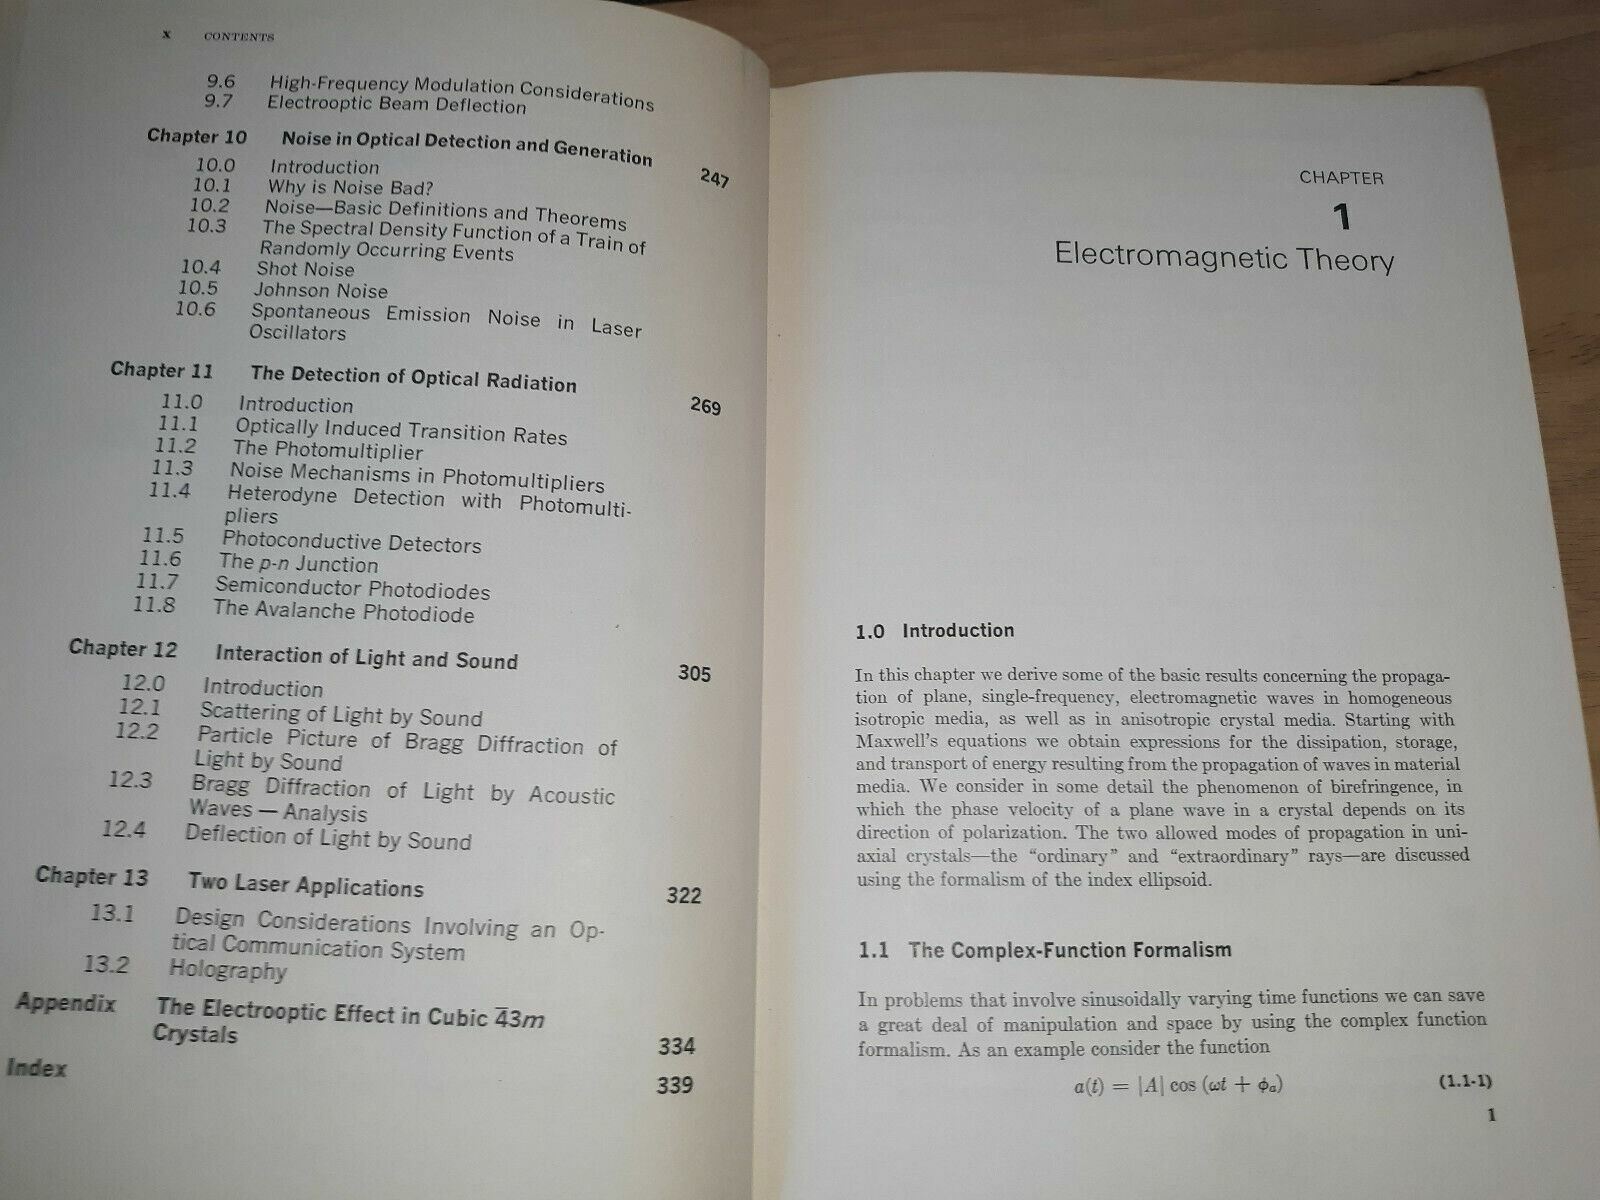 x CONTENTS
9.6 High-Frequency Modulation Considerations
9.7 Electrooptic Beam Deflection
Chapter 10 Noise in Optical Detection and Generation 247
10.0 Introduction
10.1 Why is Noise Bad?
10.2 Noise—Basic Definitions and Theorems
10.3 The Spectral Density Function of a Train of
Randomly Occurring Events
10.4 Shot Noise
10.5 Johnson Noise
10.6 Spontaneous Emission Noise in Laser
Oscillators
Chapter 11 The Detection of Optical Radiation 269
11.0 Introduction
11.1 Optically Induced Transition Rates
11.2 The Photomultiplier
11.3 Noise Mechanisms in Photomultipliers
11.4 Heterodyne Detection with Photomulti-
pliers
11.5 Photoconductive Detectors
11.6 The p-n Junction
11.7 Semiconductor Photodiodes
11.8 The Avalanche Photodiode
Chapter 12 Interaction of Light and Sound 305
12.0 Introduction
12.1 Scattering of Light by Sound
12.2 Particle Picture of Bragg Diffraction of
Light by Sound
12.3 Bragg Diffraction of Light by Acoustic
Waves — Analysis
12.4 Deflection of Light by Sound
Chapter 13 Two Laser Applications 322
13.1 Design Considerations Involving an Op-
tical Communication System
13.2 Holography
Appendix The Electrooptic Effect in Cubic 4̅3m
Crystals 334
Index 339
CHAPTER
1
Electromagnetic Theory
1.0 Introduction
In this chapter we derive some of the basic results concerning the propaga-
tion of plane, single-frequency, electromagnetic waves in homogeneous
isotropic media, as well as in anisotropic crystal media. Starting with
Maxwell's equations we obtain expressions for the dissipation, storage,
and transport of energy resulting from the propagation of waves in material
media. We consider in some detail the phenomenon of birefringence, in
which the phase velocity of a plane wave in a crystal depends on its
direction of polarization. The two allowed modes of propagation in uni-
axial crystals—the “ordinary” and “extraordinary” rays—are discussed
using the formalism of the index ellipsoid.
1.1 The Complex-Function Formalism
In problems that involve sinusoidally varying time functions we can save
a great deal of manipulation and space by using the complex function
formalism. As an example consider the function
a(t) = |A| cos (ωt + ϕₐ) (1.1-1)
1